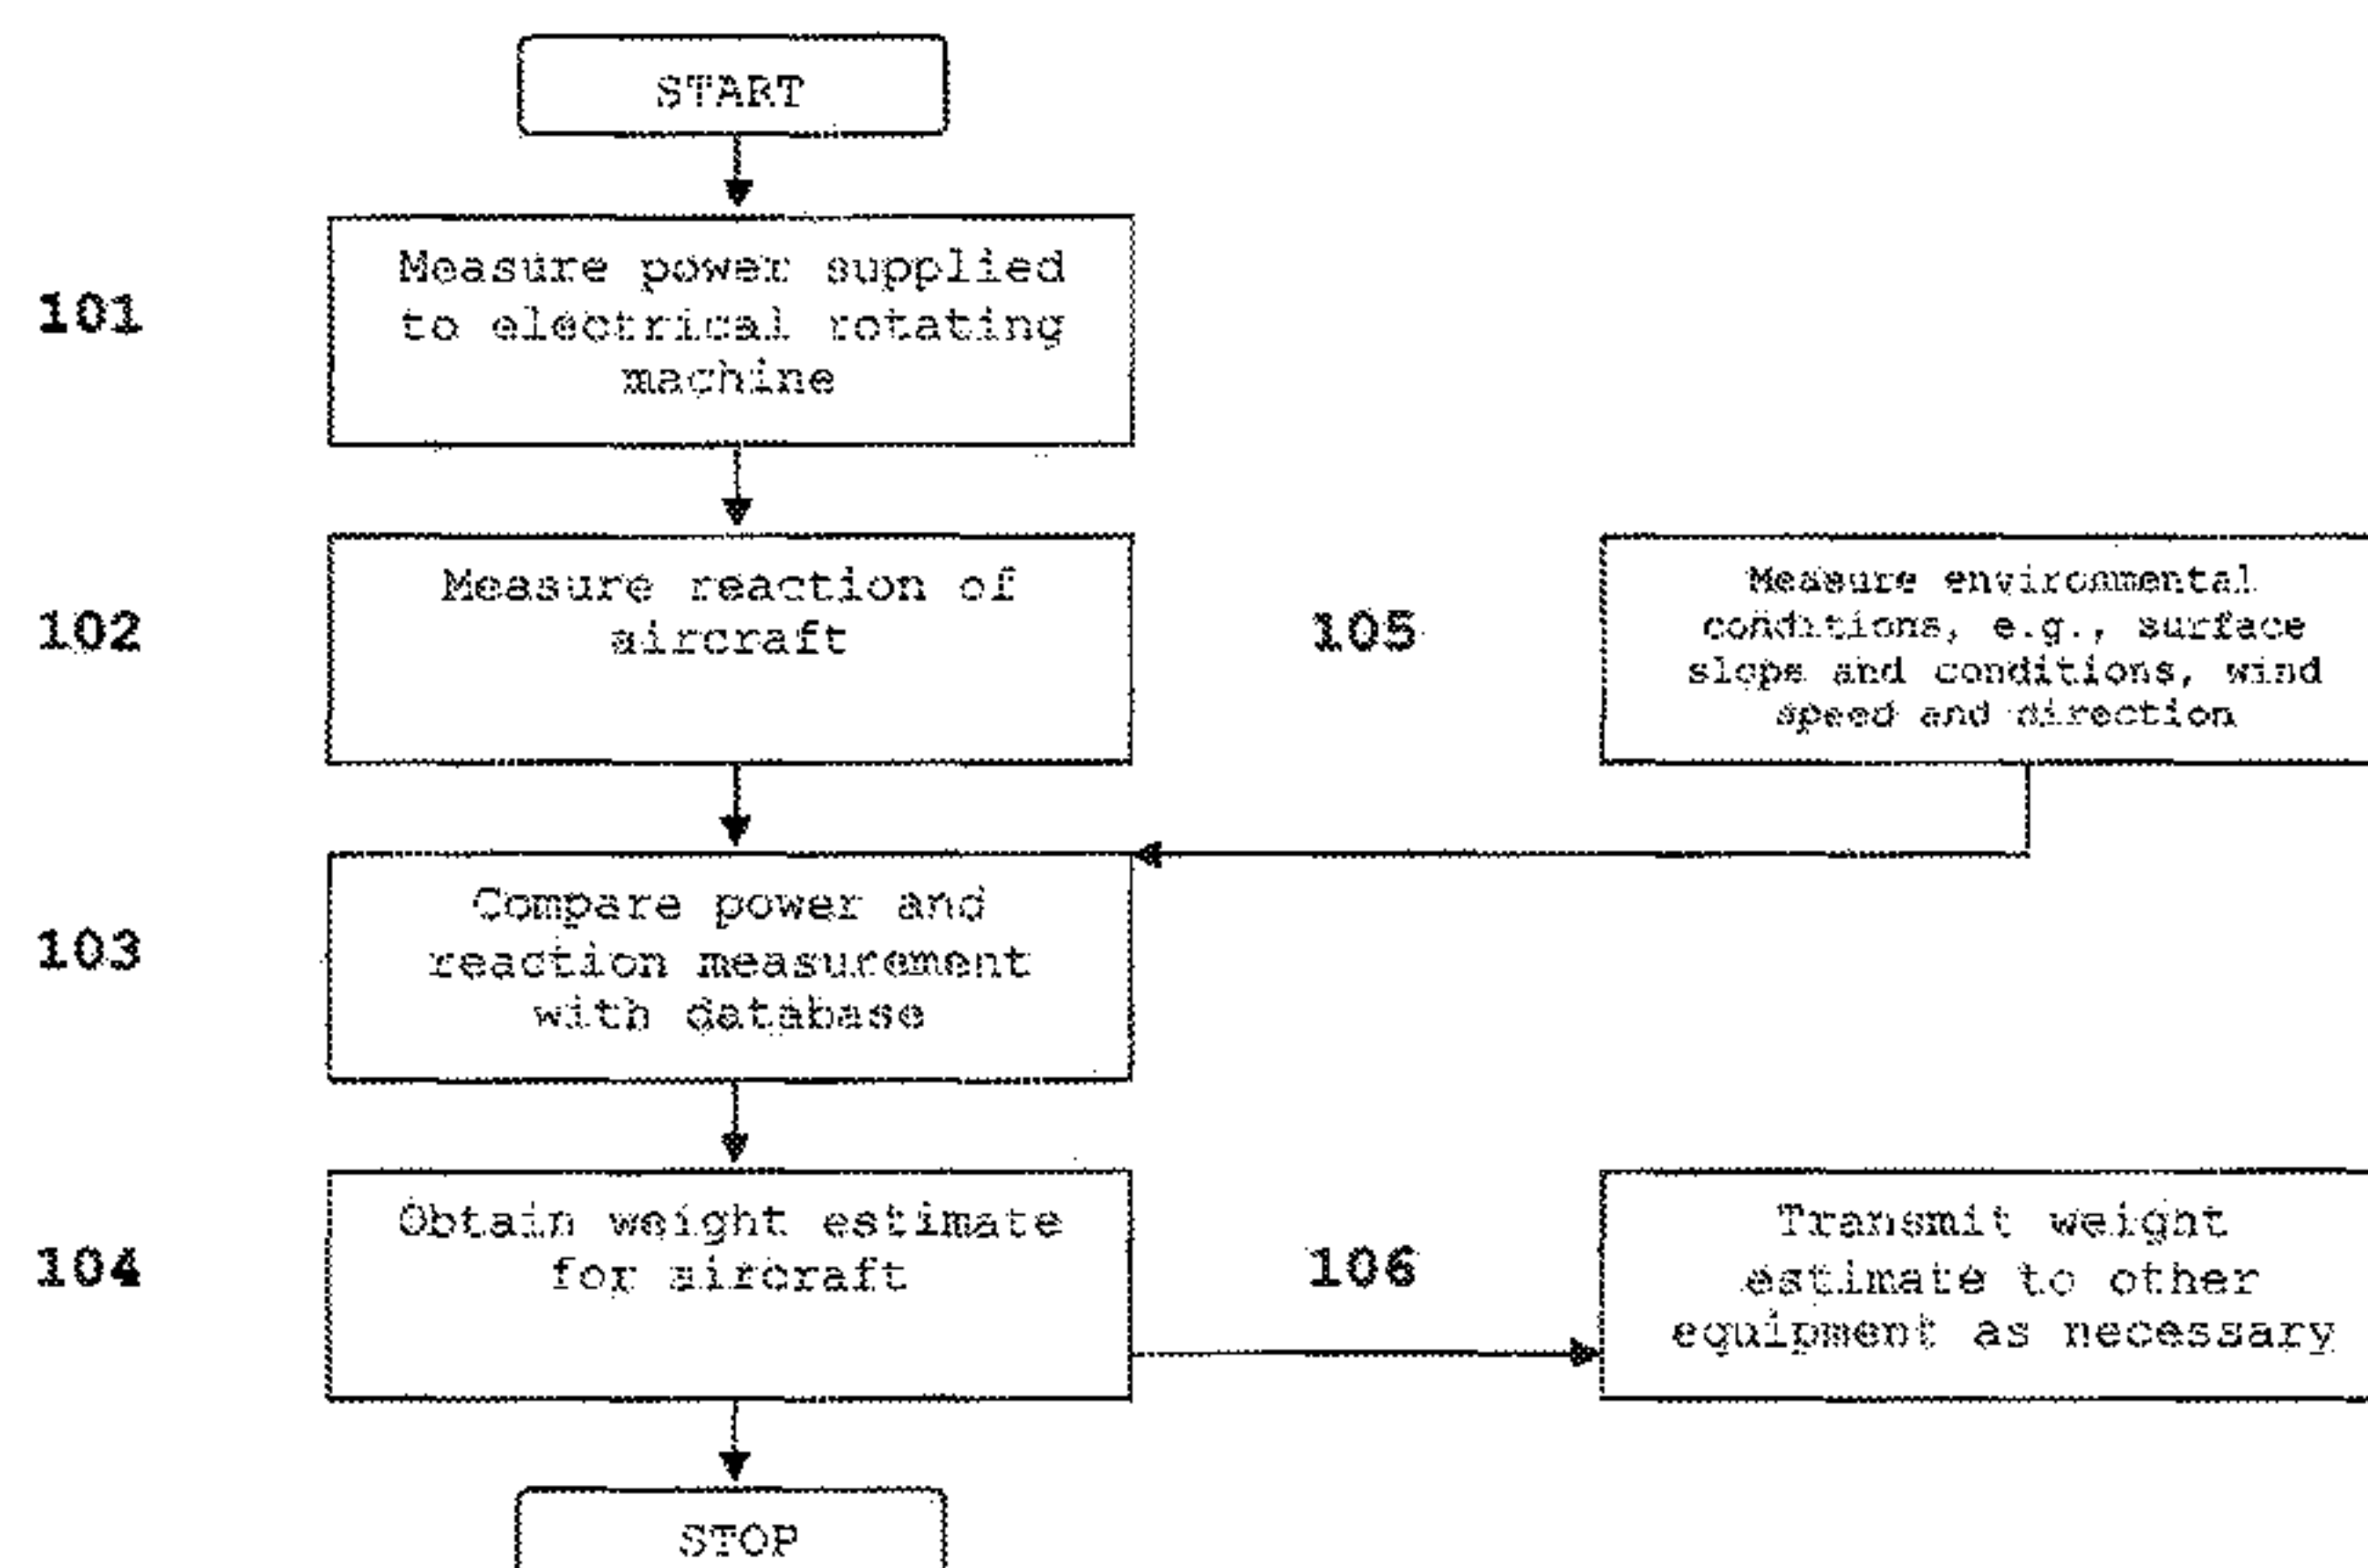 START
101
Measure power supplied
to electrical rotating
machine
102
Measure reaction of
aircraft
105
Measure environmental
conditions, e.g., surface
slope and conditions, wind
speed and direction
103
Compare power and
reaction measurement
with database
104
Obtain weight estimate
for aircraft
106
Transmit weight
estimate to other
equipment as necessary
STOP